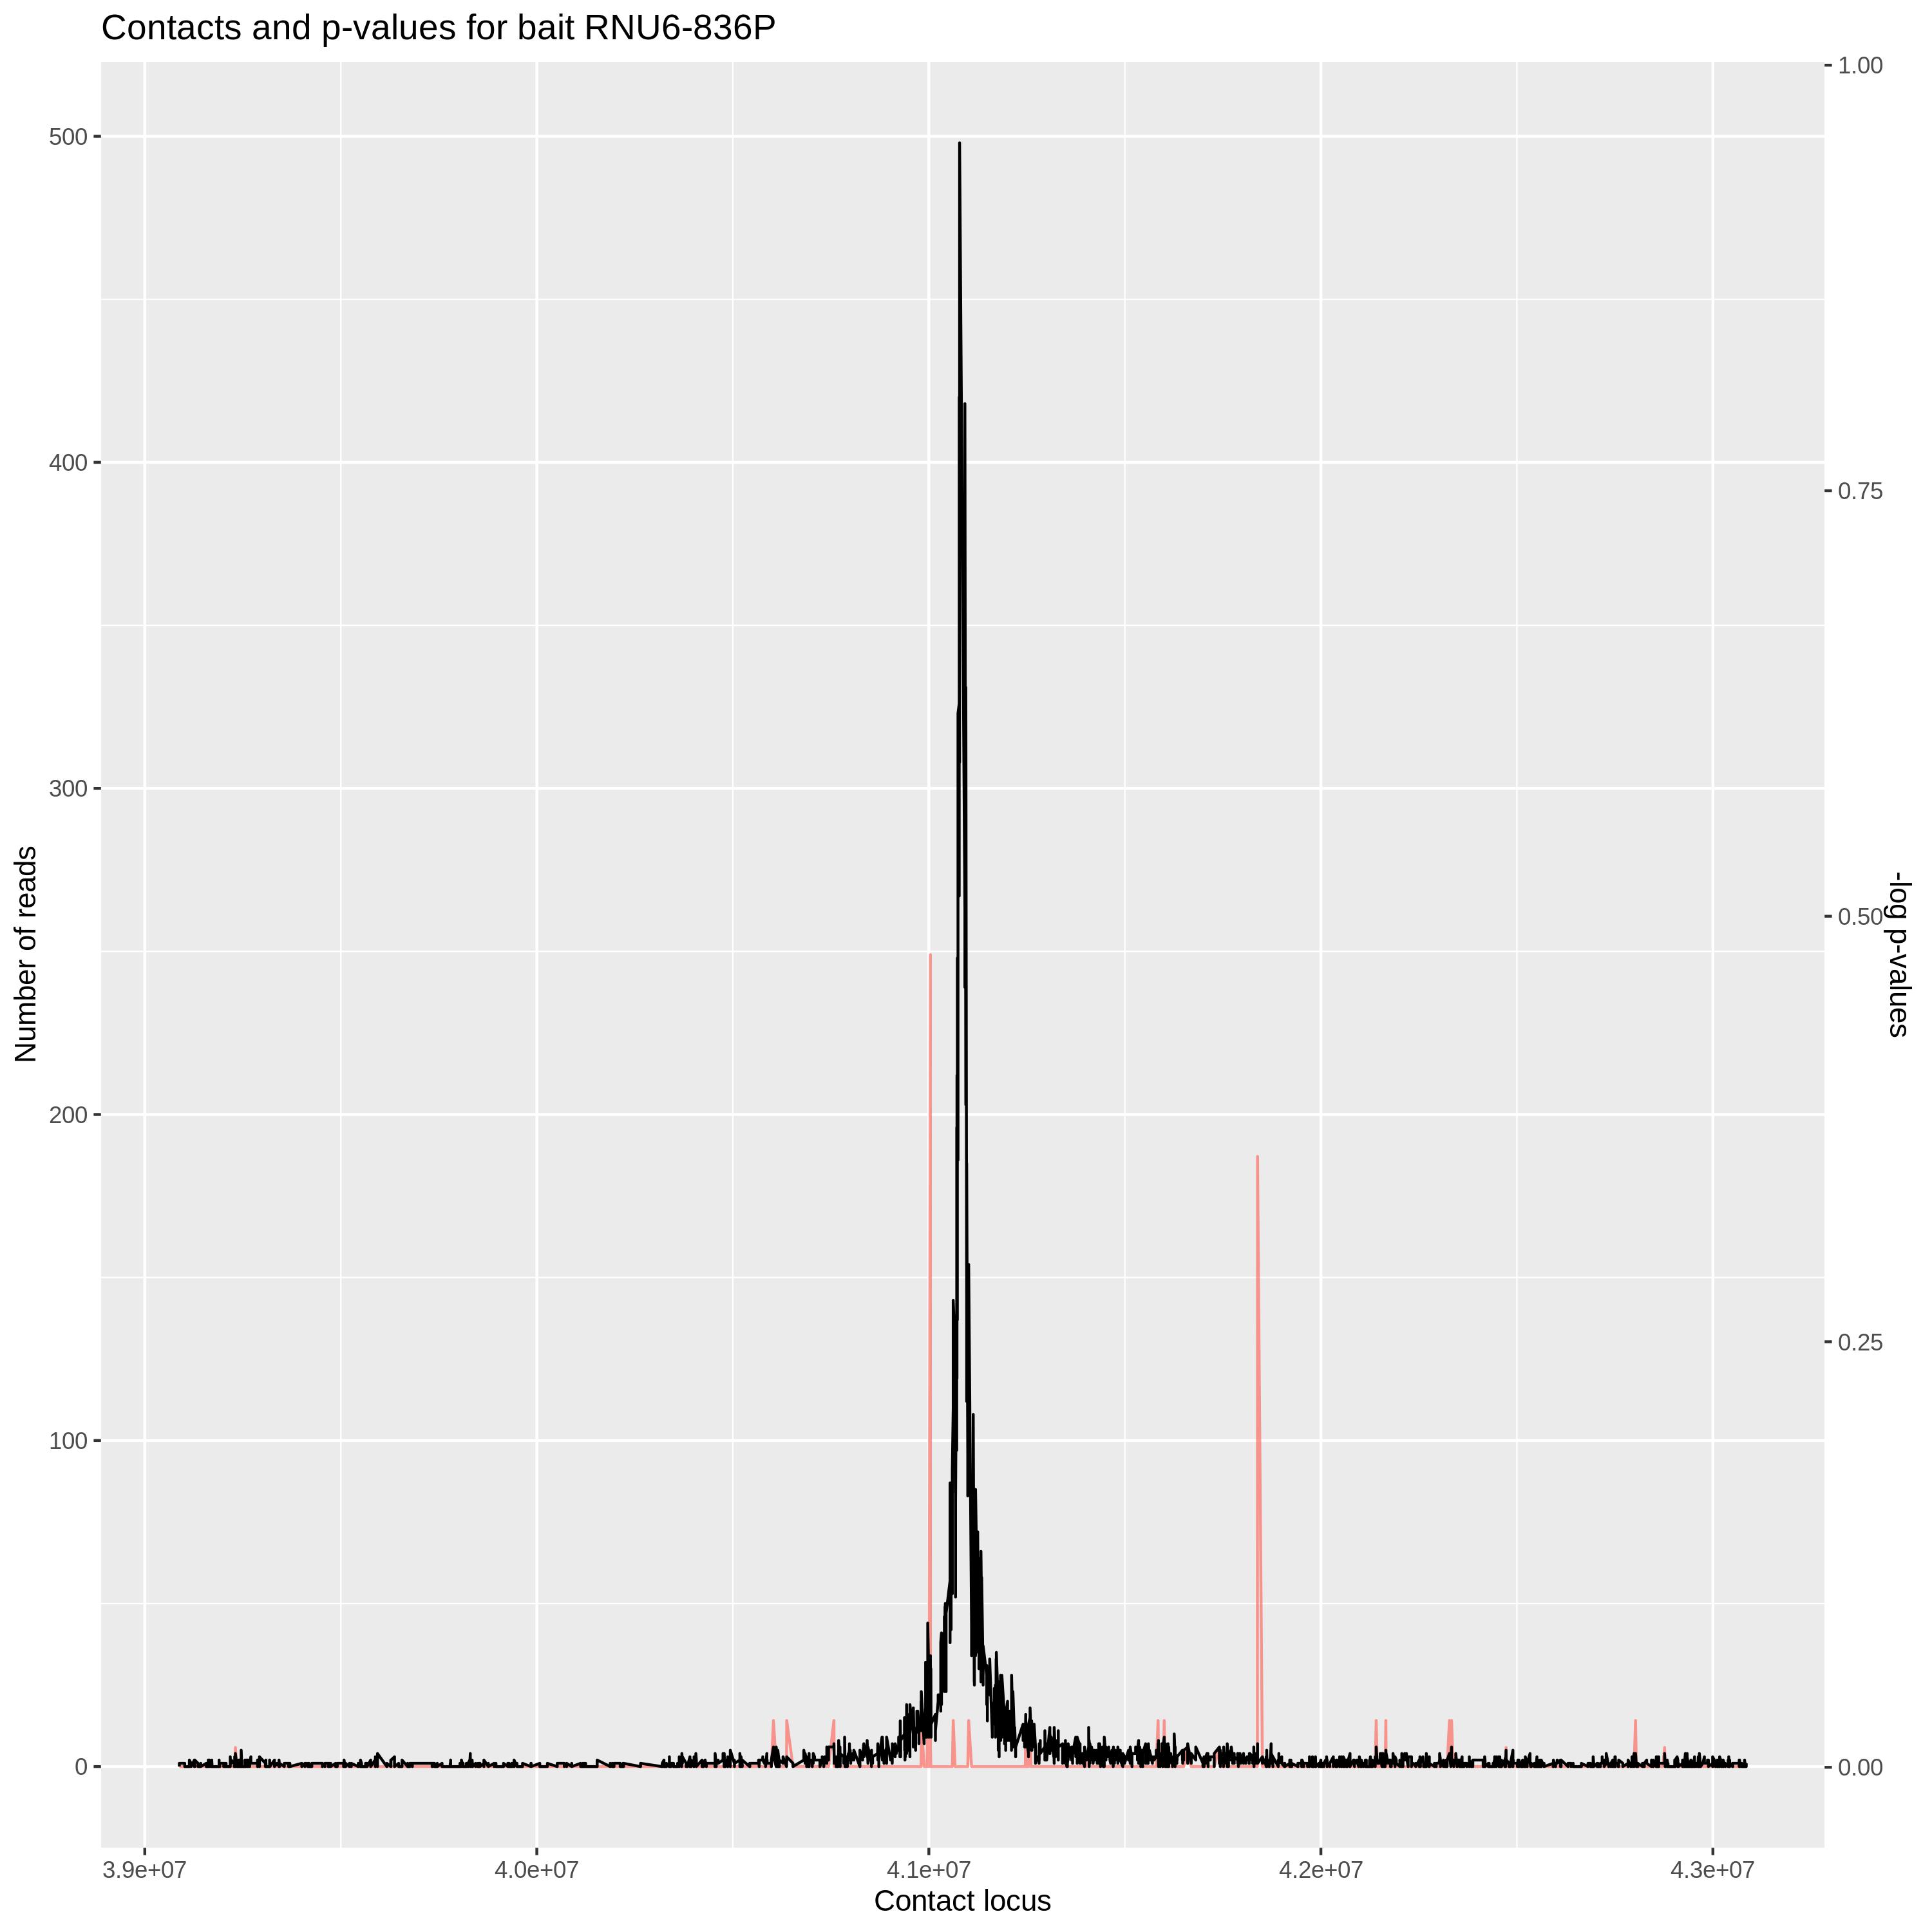 Contacts and p-values for bait RNU6-836P
500
400
300
200
100
0
Number of reads
1.00
0.75
0.50
0.25
0.00
-log p-values
3.9e+07
4.0e+07
4.1e+07
4.2e+07
4.3e+07
Contact locus